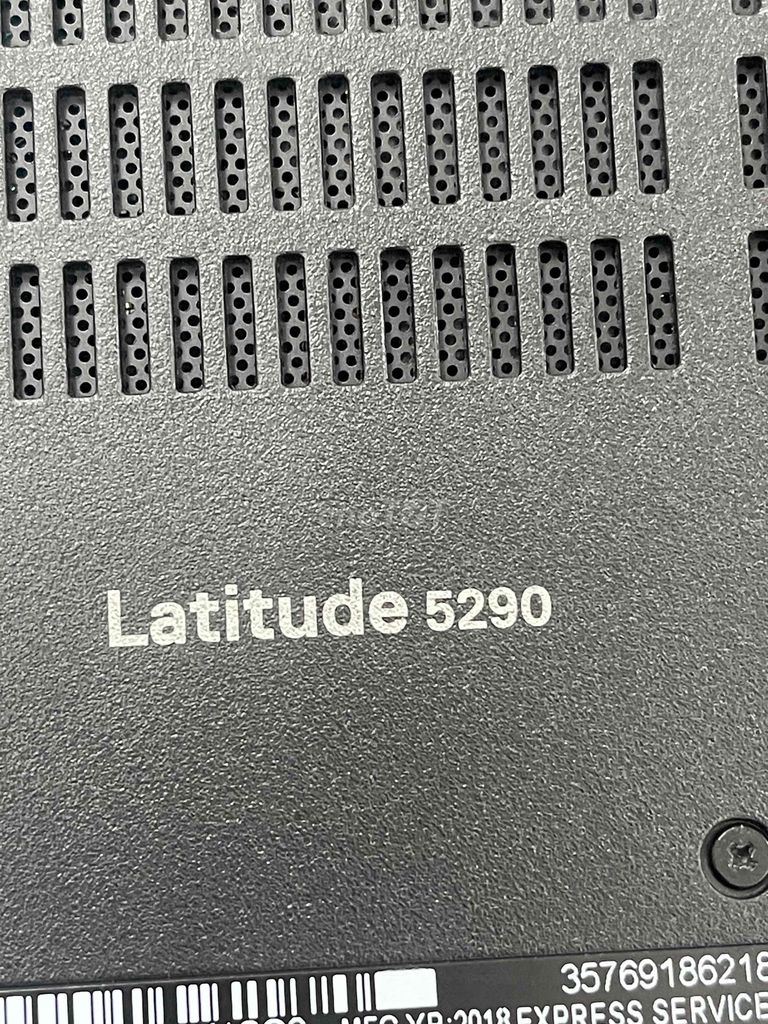 Latitude 5290
35769186218
MFG YR:2018 EXPRESS SERVICE